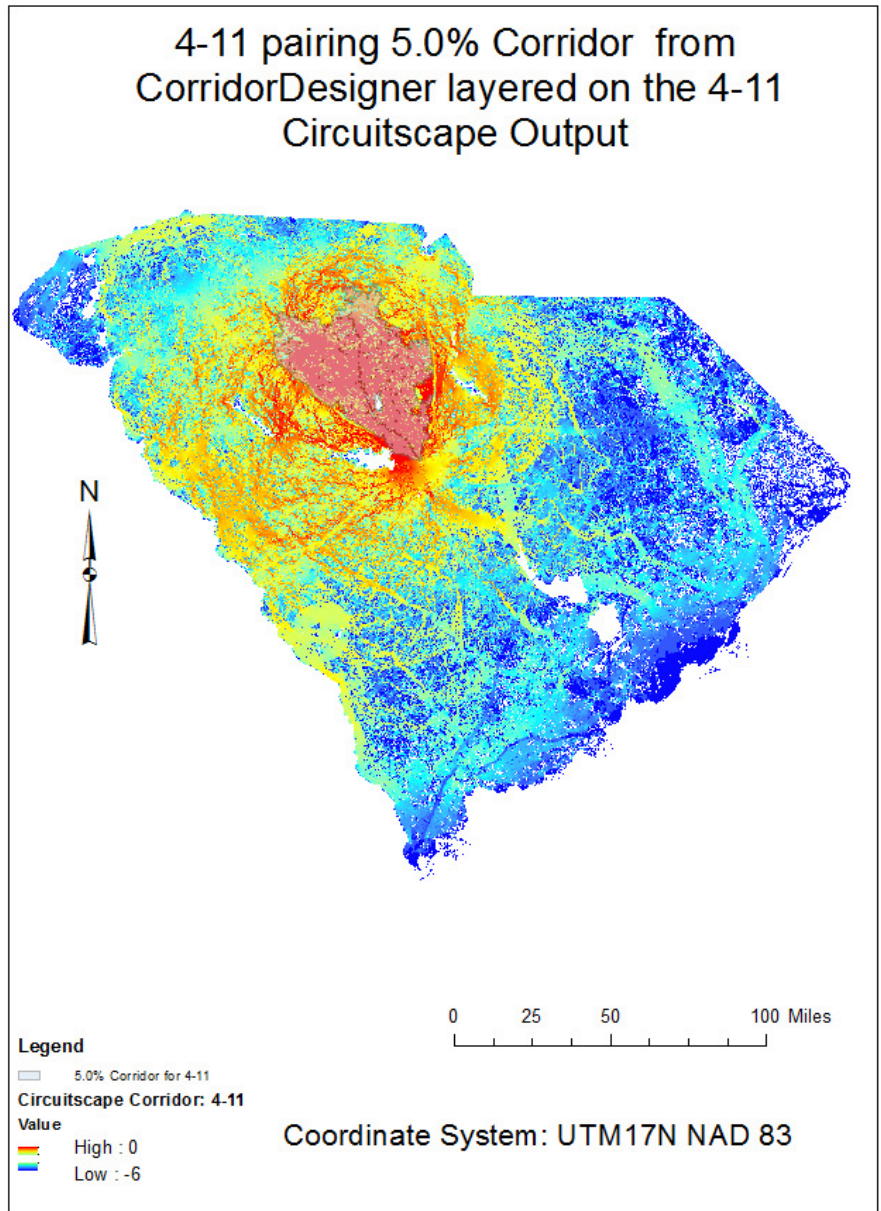 4-11 pairing 5.0% Corridor from
CorridorDesigner layered on the 4-11
Circuitscape Output
N
0 25 50 100 Miles
Legend
5.0% Corridor for 4-11
Circuitscape Corridor: 4-11
Value
High : 0
Low : -6
Coordinate System: UTM17N NAD 83